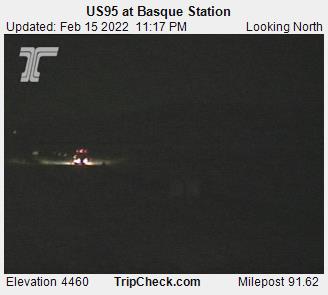 US95 at Basque Station
Updated: Feb 15 2022 11:17 PM Looking North
Elevation 4460 TripCheck.com Milepost 91.62